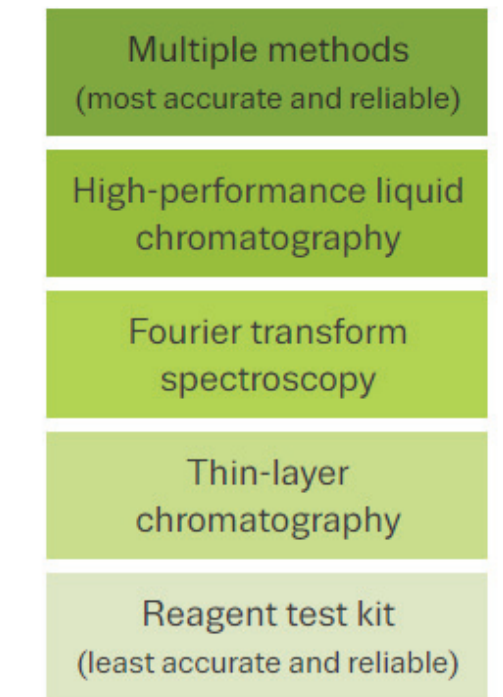 Multiple methods
(most accurate and reliable)
High-performance liquid
chromatography
Fourier transform
spectroscopy
Thin-layer
chromatography
Reagent test kit
(least accurate and reliable)